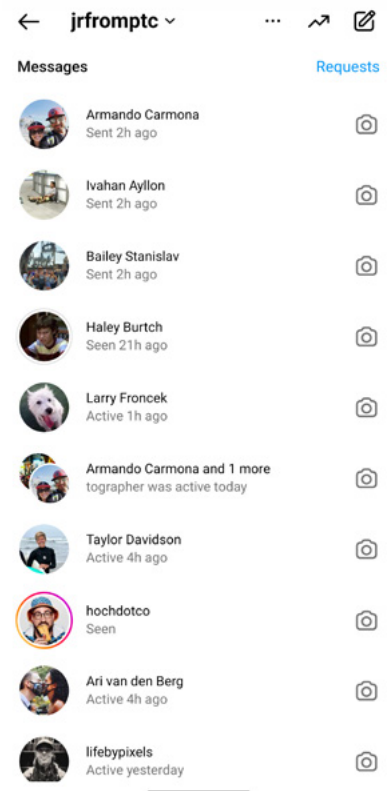 jrfromptc
Messages
Requests
Armando Carmona
Sent 2h ago
Ivahan Ayllon
Sent 2h ago
Bailey Stanislav
Sent 2h ago
Haley Burtch
Seen 21h ago
Larry Froncek
Active 1h ago
Armando Carmona and 1 more
tographer was active today
Taylor Davidson
Active 4h ago
hochdotco
Seen
Ari van den Berg
Active 4h ago
lifebypixels
Active yesterday